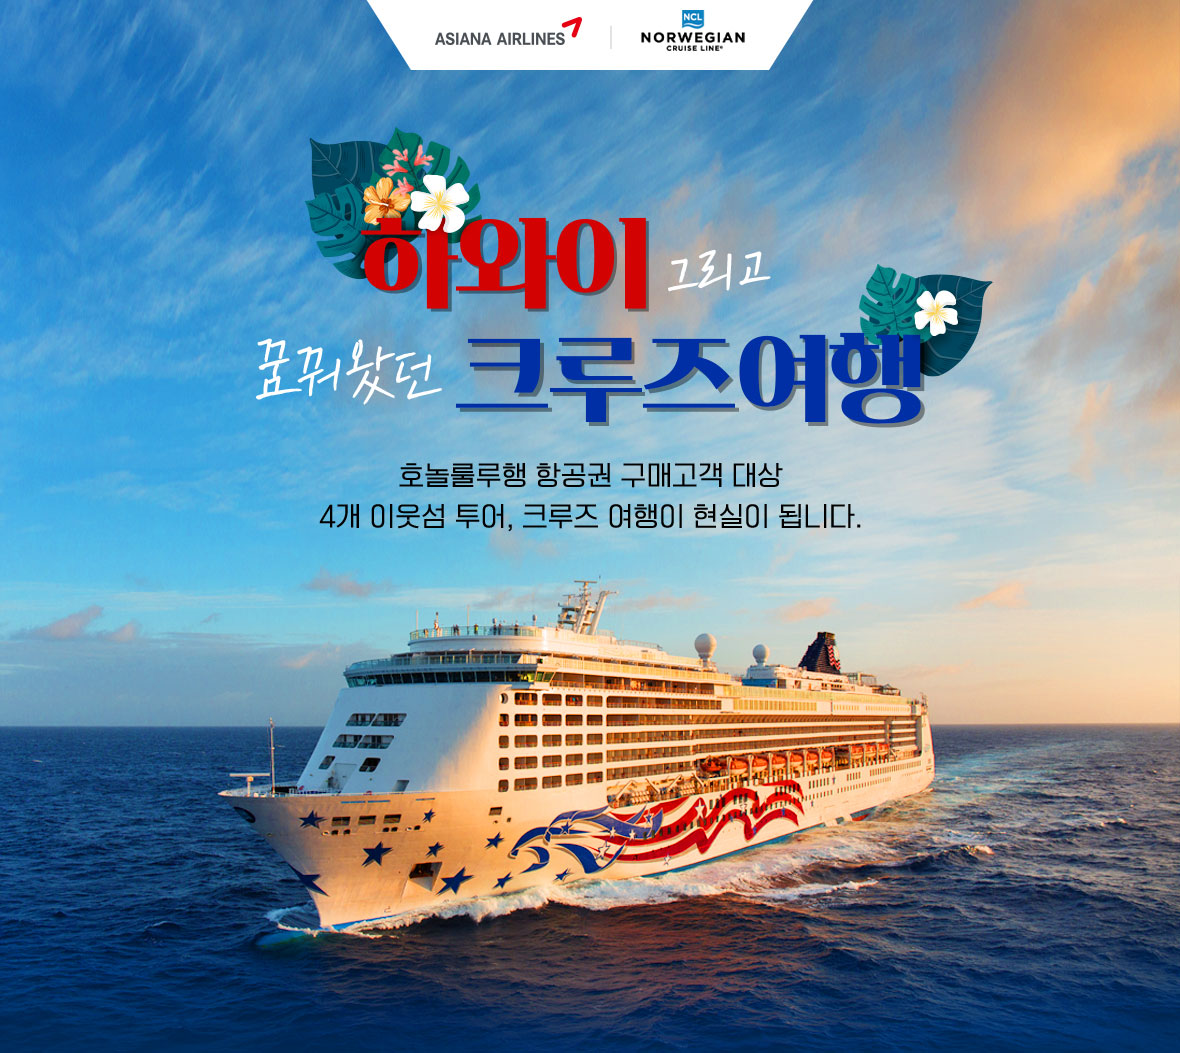 ASIANA AIRLINES
NCL
NORWEGIAN
CRUISE LINE®
하와이 그리고
꿈꿔왔던 크루즈여행
호놀룰루행 항공권 구매고객 대상
4개 이웃섬 투어, 크루즈 여행이 현실이 됩니다.